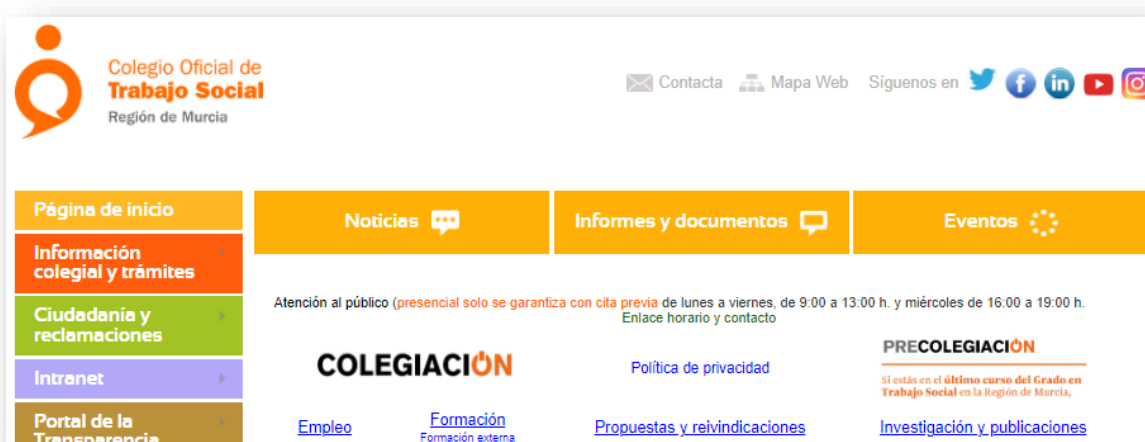 Colegio Oficial de
Trabajo Social
Región de Murcia
Contacta Mapa Web Síguenos en
Página de inicio
Información
colegial y trámites
Ciudadanía y
reclamaciones
Intranet
Portal de la
Transparencia
Noticias Informes y documentos Eventos
Atención al público (presencial solo se garantiza con cita previa de lunes a viernes, de 9:00 a 13:00 h. y miércoles de 16:00 a 19:00 h.
Enlace horario y contacto
COLEGIACIÓN
Política de privacidad
PRECOLEGIACIÓN
Si estás en el último curso del Grado en
Trabajo Social en la Región de Murcia,
Empleo Formación Propuestas y reivindicaciones Investigación y publicaciones
Formación externa